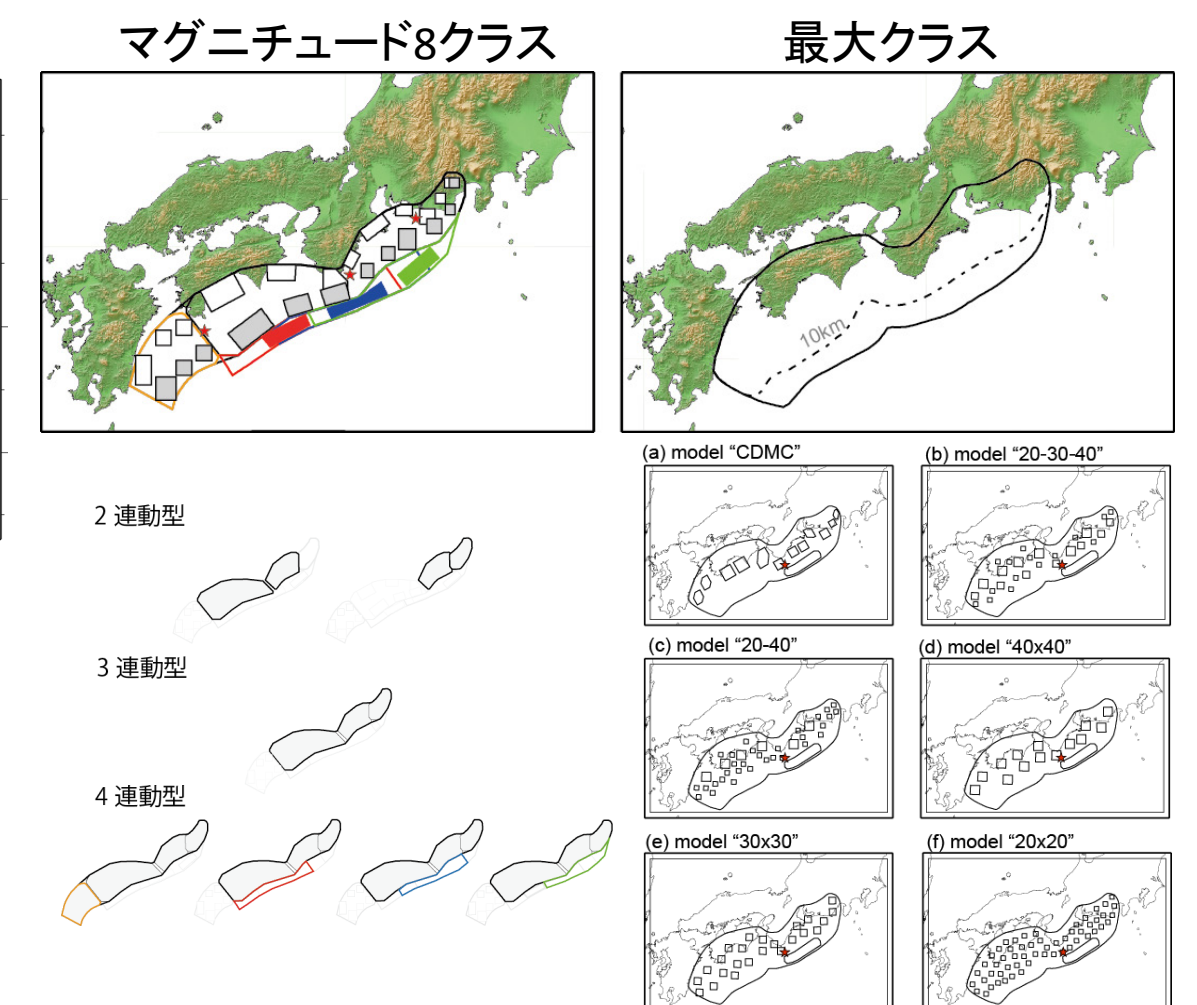 マグニチュード8クラス
最大クラス
10km
2 連動型
3 連動型
4 連動型
(a) model “CDMC”
(b) model “20-30-40”
(c) model “20-40”
(d) model “40x40”
(e) model “30x30”
(f) model “20x20”